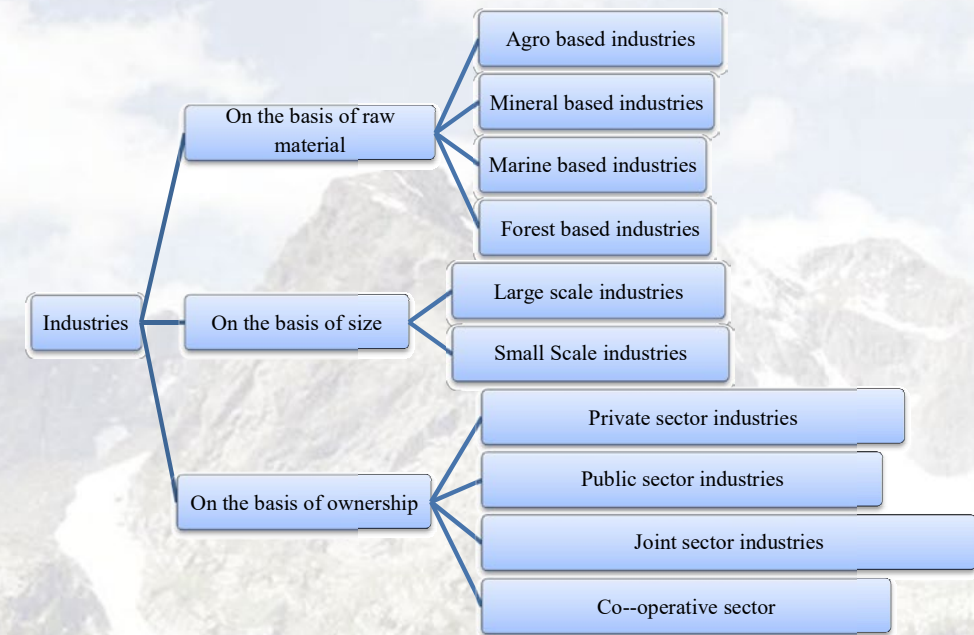 Industries
On the basis of raw
material
Agro based industries
Mineral based industries
Marine based industries
Forest based industries
On the basis of size
Large scale industries
Small Scale industries
On the basis of ownership
Private sector industries
Public sector industries
Joint sector industries
Co--operative sector